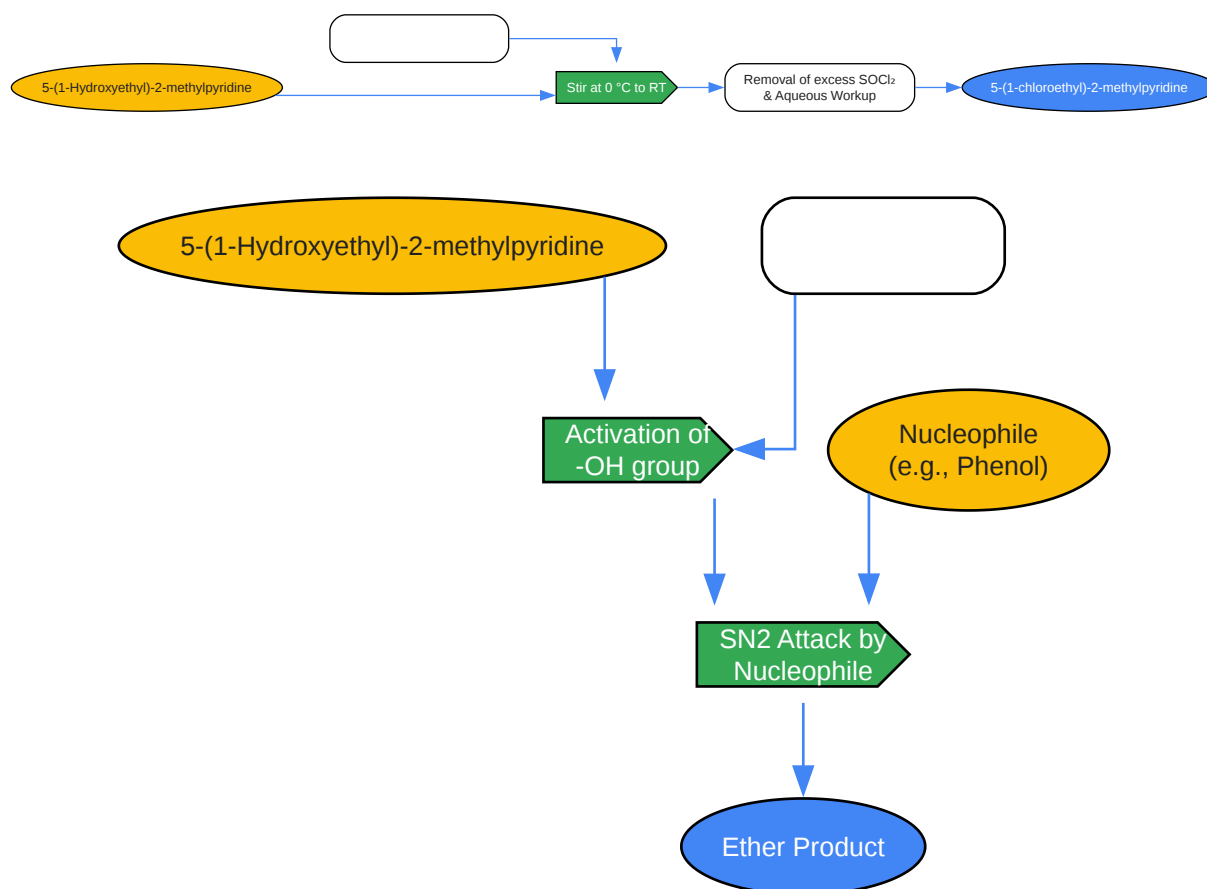 5-(1-Hydroxyethyl)-2-methylpyridine
Stir at 0 °C to RT
Removal of excess SOCl₂
& Aqueous Workup
5-(1-chloroethyl)-2-methylpyridine
5-(1-Hydroxyethyl)-2-methylpyridine
Activation of
-OH group
Nucleophile
(e.g., Phenol)
SN2 Attack by
Nucleophile
Ether Product